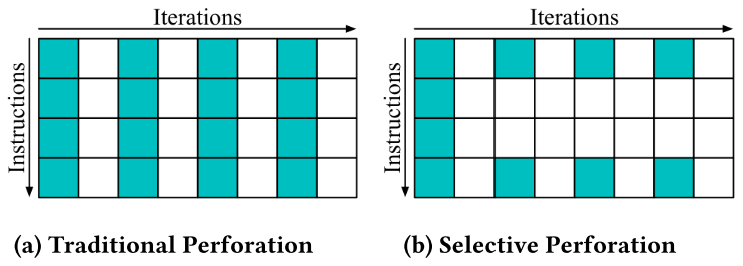 Iterations
Instructions
(a) Traditional Perforation
Iterations
Instructions
(b) Selective Perforation